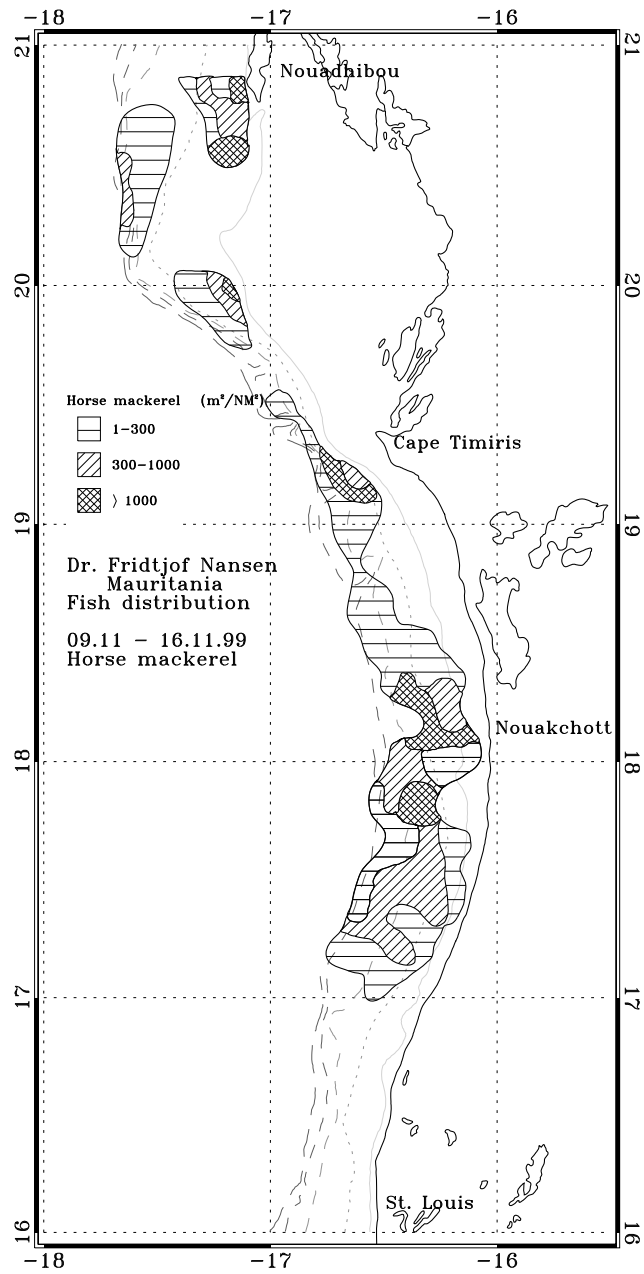 -18 -17 -16
21 21
Nouadhibou
20 20
Horse mackerel (m²/NM²)
1-300
300-1000
> 1000
Cape Timiris
19 19
Dr. Fridtjof Nansen
Mauritania
Fish distribution
09.11 - 16.11.99
Horse mackerel
Nouakchott
18 18
17 17
St. Louis
16 16
-18 -17 -16